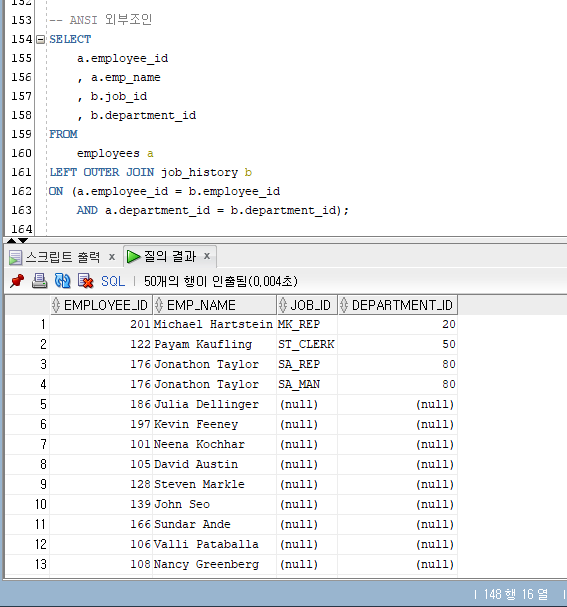 152
153 -- ANSI 외부조인
154 SELECT
155 a.employee_id
156 , a.emp_name
157 , b.job_id
158 , b.department_id
159 FROM
160 employees a
161 LEFT OUTER JOIN job_history b
162 ON (a.employee_id = b.employee_id
163 AND a.department_id = b.department_id);
164
스크립트 출력 x 질의 결과 x
SQL | 50개의 행이 인출됨(0,004초)
EMPLOYEE_ID EMP_NAME JOB_ID DEPARTMENT_ID
1 201 Michael Hartstein MK_REP 20
2 122 Payam Kaufling ST_CLERK 50
3 176 Jonathon Taylor SA_REP 80
4 176 Jonathon Taylor SA_MAN 80
5 186 Julia Dellinger (null) (null)
6 197 Kevin Feeney (null) (null)
7 101 Neena Kochhar (null) (null)
8 105 David Austin (null) (null)
9 128 Steven Markle (null) (null)
10 139 John Seo (null) (null)
11 166 Sundar Ande (null) (null)
12 106 Valli Pataballa (null) (null)
13 108 Nancy Greenberg (null) (null)
| 148 행 16 열 |